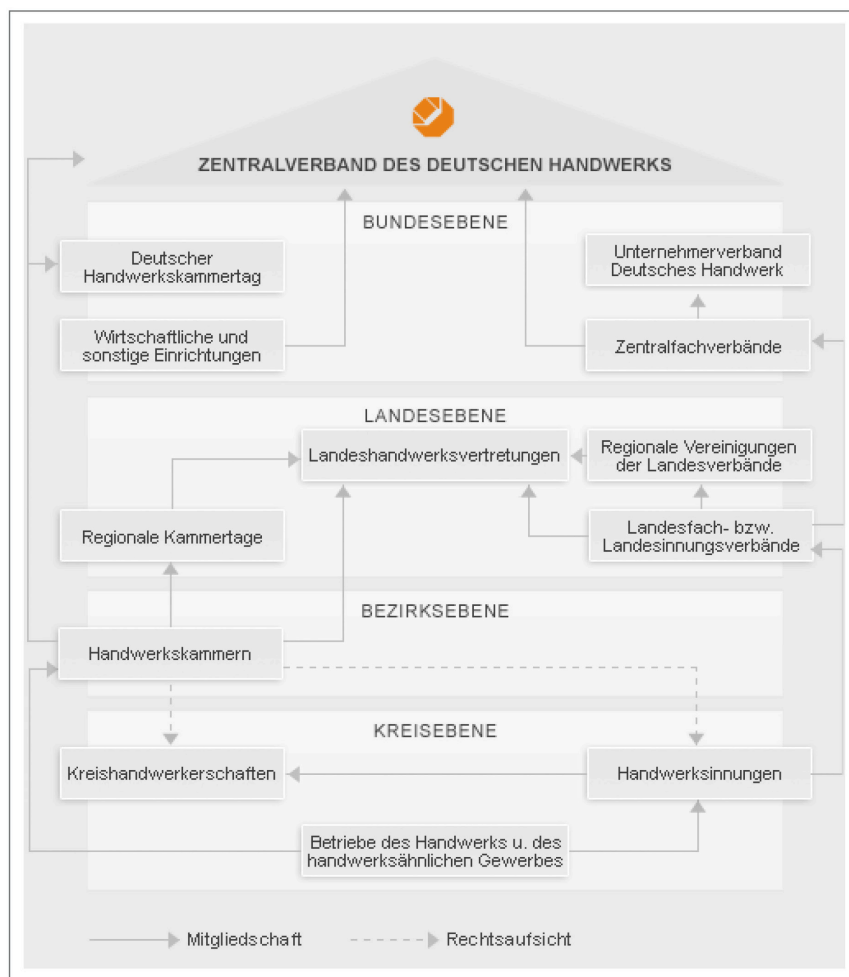 ZENTRALVERBAND DES DEUTSCHEN HANDWERKS
BUNDESEBENE
Deutscher
Handwerkskammertag
Unternehmerverband
Deutsches Handwerk
Wirtschaftliche und
sonstige Einrichtungen
Zentralfachverbände
LANDESEBENE
Landeshandwerksvertretungen
Regionale Vereinigungen
der Landesverbände
Regionale Kammertage
Landesfach- bzw.
Landesinnungsverbände
BEZIRKSEBENE
Handwerkskammern
KREISEBENE
Kreishandwerkerschaften
Handwerksinnungen
Betriebe des Handwerks u. des
handwerksähnlichen Gewerbes
Mitgliedschaft
Rechtsaufsicht